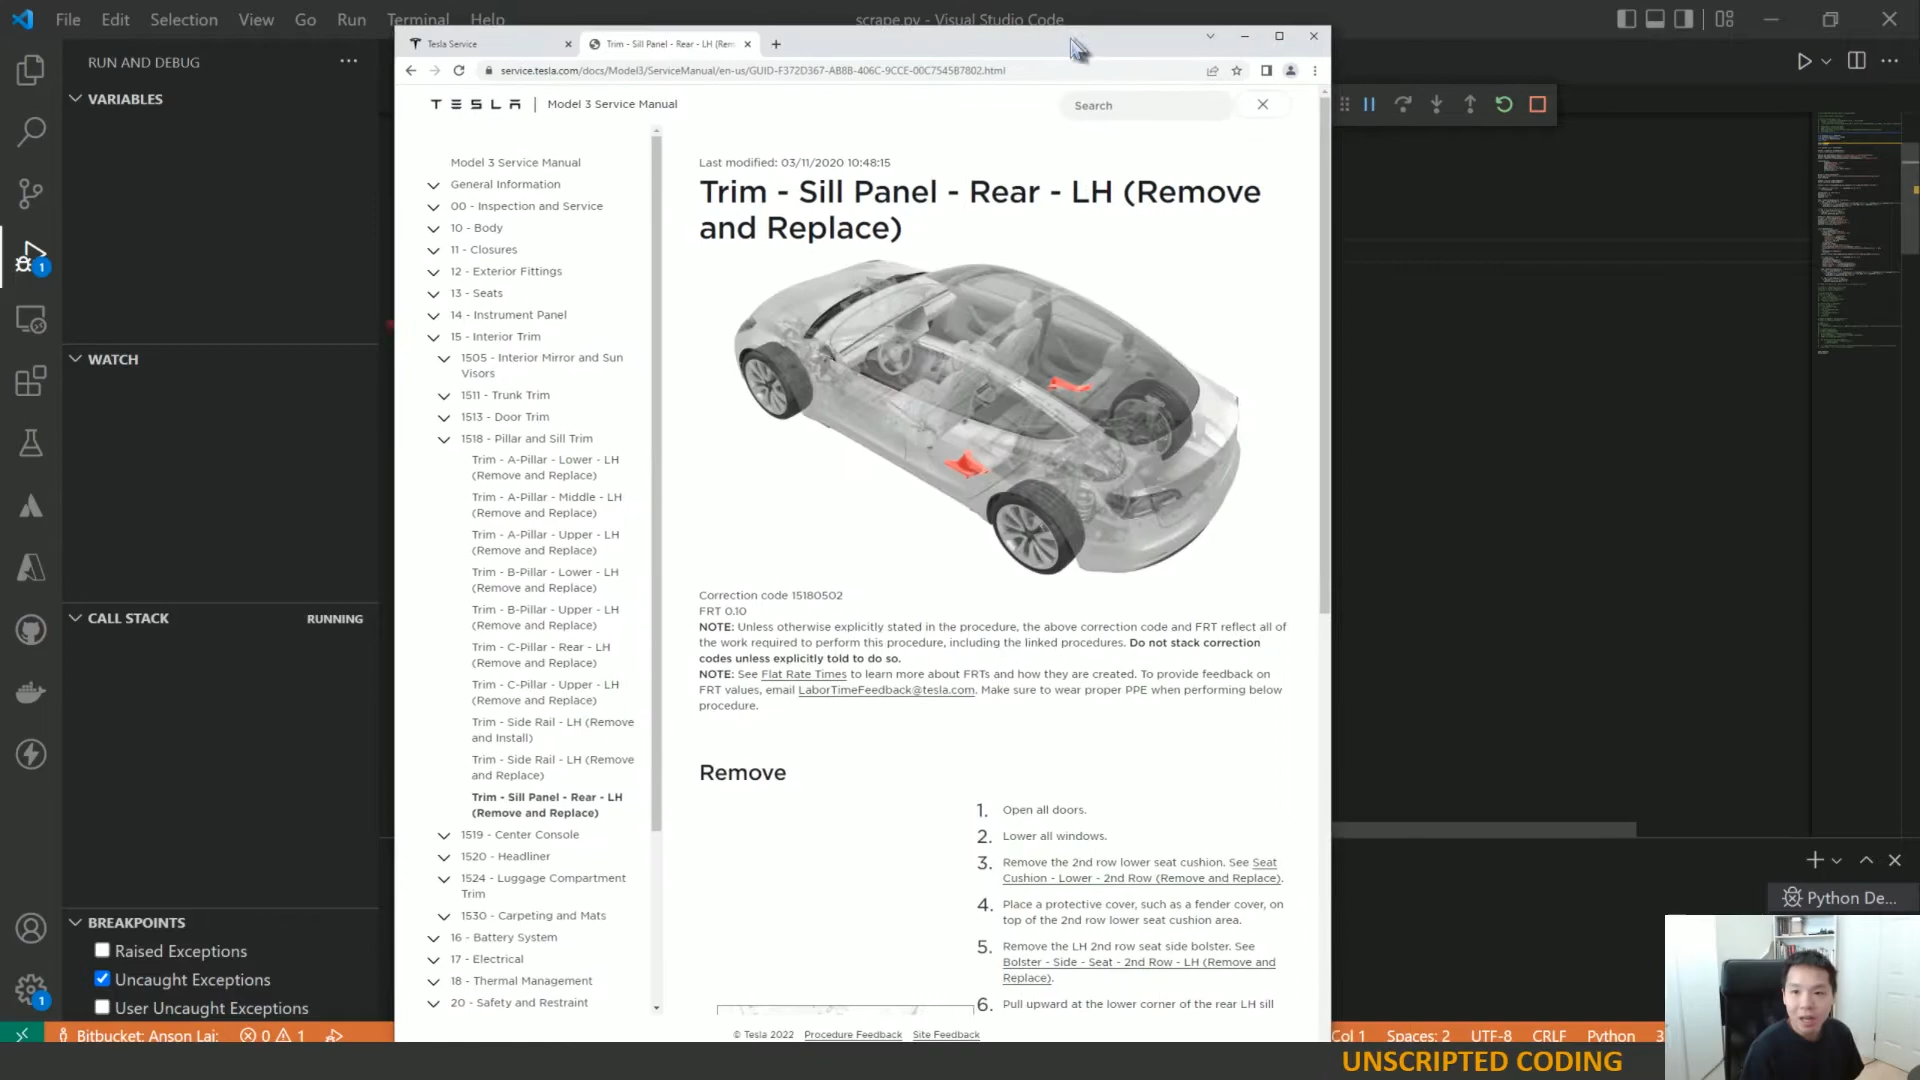 File Edit Selection View Go Run Terminal Help
scrape.py - Visual Studio Code
RUN AND DEBUG
VARIABLES
WATCH
CALL STACK
RUNNING
BREAKPOINTS
Raised Exceptions
Uncaught Exceptions
User Uncaught Exceptions
1
1
Bitbucket: Anson Lai:
0 1
Tesla Service
Trim - Sill Panel - Rear - LH (Rem
service.tesla.com/docs/Model3/ServiceManual/en-us/GUID-F372D367-AB8B-406C-9CCE-00C7545B7802.html
TESLA | Model 3 Service Manual
Search
Model 3 Service Manual
General Information
00 - Inspection and Service
10 - Body
11 - Closures
12 - Exterior Fittings
13 - Seats
14 - Instrument Panel
15 - Interior Trim
1505 - Interior Mirror and Sun
Visors
1511 - Trunk Trim
1513 - Door Trim
1518 - Pillar and Sill Trim
Trim - A-Pillar - Lower - LH
(Remove and Replace)
Trim - A-Pillar - Middle - LH
(Remove and Replace)
Trim - A-Pillar - Upper - LH
(Remove and Replace)
Trim - B-Pillar - Lower - LH
(Remove and Replace)
Trim - B-Pillar - Upper - LH
(Remove and Replace)
Trim - C-Pillar - Rear - LH
(Remove and Replace)
Trim - C-Pillar - Upper - LH
(Remove and Replace)
Trim - Side Rail - LH (Remove
and Install)
Trim - Side Rail - LH (Remove
and Replace)
Trim - Sill Panel - Rear - LH
(Remove and Replace)
1519 - Center Console
1520 - Headliner
1524 - Luggage Compartment
Trim
1530 - Carpeting and Mats
16 - Battery System
17 - Electrical
18 - Thermal Management
20 - Safety and Restraint
Last modified: 03/11/2020 10:48:15
Trim - Sill Panel - Rear - LH (Remove
and Replace)
Correction code 15180502
FRT 0.10
NOTE: Unless otherwise explicitly stated in the procedure, the above correction code and FRT reflect all of
the work required to perform this procedure, including the linked procedures. Do not stack correction
codes unless explicitly told to do so.
NOTE: See Flat Rate Times to learn more about FRTs and how they are created. To provide feedback on
FRT values, email LaborTimeFeedback@tesla.com. Make sure to wear proper PPE when performing below
procedure.
Remove
1. Open all doors.
2. Lower all windows.
3. Remove the 2nd row lower seat cushion. See Seat
Cushion - Lower - 2nd Row (Remove and Replace).
4. Place a protective cover, such as a fender cover, on
top of the 2nd row lower seat cushion area.
5. Remove the LH 2nd row seat side bolster. See
Bolster - Side - Seat - 2nd Row - LH (Remove and
Replace).
6. Pull upward at the lower corner of the rear LH sill
© Tesla 2022 Procedure Feedback Site Feedback
Python De...
Col 1 Spaces: 2 UTF-8 CRLF Python 3
UNSCRIPTED CODING